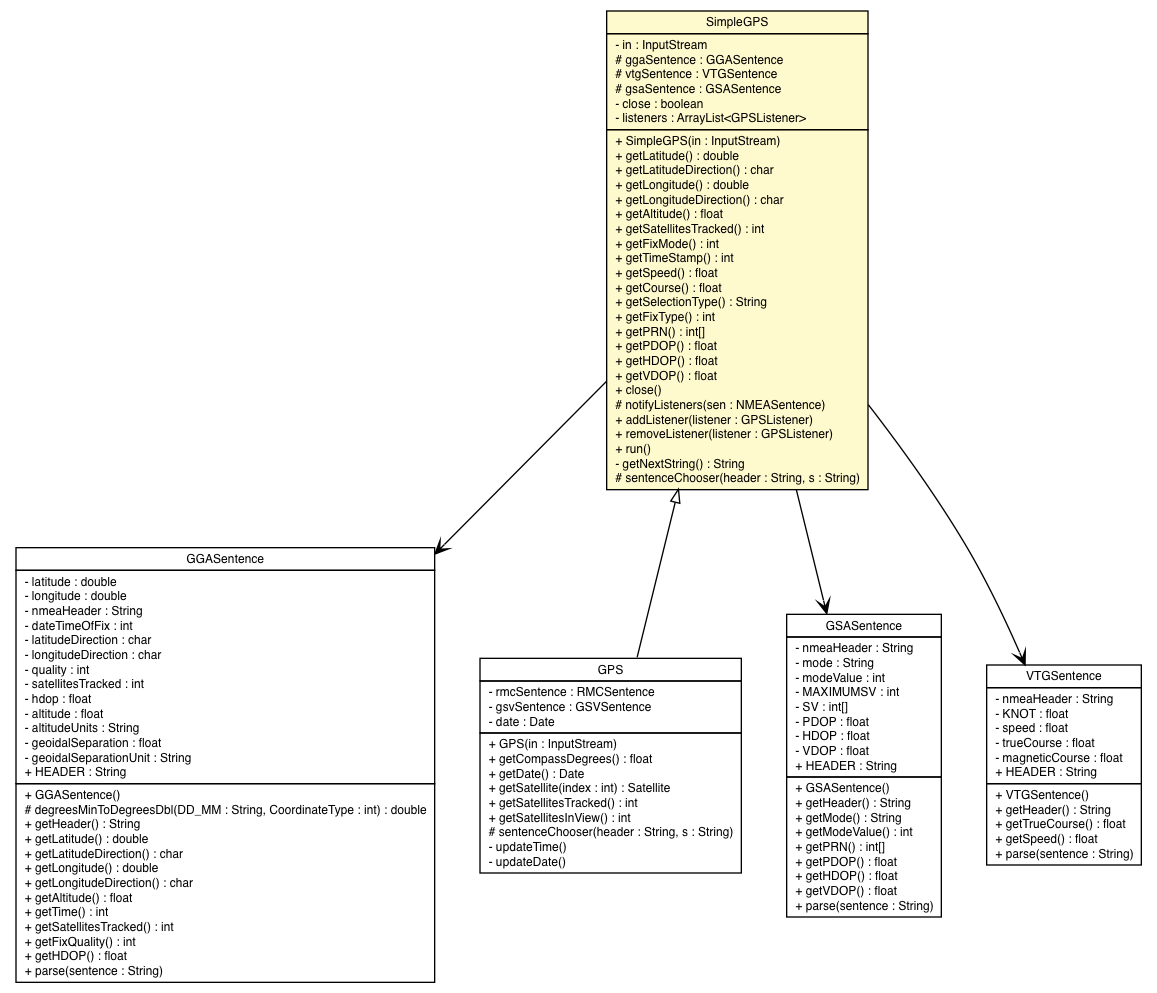 SimpleGPS
- in : InputStream
# ggaSentence : GGASentence
# vtgSentence : VTGSentence
# gsaSentence : GSASentence
- close : boolean
- listeners : ArrayList<GPSListener>
+ SimpleGPS(in : InputStream)
+ getLatitude() : double
+ getLatitudeDirection() : char
+ getLongitude() : double
+ getLongitudeDirection() : char
+ getAltitude() : float
+ getSatellitesTracked() : int
+ getFixMode() : int
+ getTimeStamp() : int
+ getSpeed() : float
+ getCourse() : float
+ getSelectionType() : String
+ getFixType() : int
+ getPRN() : int[]
+ getPDOP() : float
+ getHDOP() : float
+ getVDOP() : float
+ close()
# notifyListeners(sen : NMEASentence)
+ addListener(listener : GPSListener)
+ removeListener(listener : GPSListener)
+ run()
- getNextString() : String
# sentenceChooser(header : String, s : String)
GGASentence
- latitude : double
- longitude : double
- nmeaHeader : String
- dateTimeOfFix : int
- latitudeDirection : char
- longitudeDirection : char
- quality : int
- satellitesTracked : int
- hdop : float
- altitude : float
- altitudeUnits : String
- geoidalSeparation : float
- geoidalSeparationUnit : String
+ HEADER : String
+ GGASentence()
# degreesMinToDegreesDbl(DD_MM : String, CoordinateType : int) : double
+ getHeader() : String
+ getLatitude() : double
+ getLatitudeDirection() : char
+ getLongitude() : double
+ getLongitudeDirection() : char
+ getAltitude() : float
+ getTime() : int
+ getSatellitesTracked() : int
+ getFixQuality() : int
+ getHDOP() : float
+ parse(sentence : String)
GPS
- rmcSentence : RMCSentence
- gsvSentence : GSVSentence
- date : Date
+ GPS(in : InputStream)
+ getCompassDegrees() : float
+ getDate() : Date
+ getSatellite(index : int) : Satellite
+ getSatellitesTracked() : int
+ getSatellitesInView() : int
# sentenceChooser(header : String, s : String)
- updateTime()
- updateDate()
GSASentence
- nmeaHeader : String
- mode : String
- modeValue : int
- MAXIMUMSV : int
- SV : int[]
- PDOP : float
- HDOP : float
- VDOP : float
+ HEADER : String
+ GSASentence()
+ getHeader() : String
+ getMode() : String
+ getModeValue() : int
+ getPRN() : int[]
+ getPDOP() : float
+ getHDOP() : float
+ getVDOP() : float
+ parse(sentence : String)
VTGSentence
- nmeaHeader : String
- KNOT : float
- speed : float
- trueCourse : float
- magneticCourse : float
+ HEADER : String
+ VTGSentence()
+ getHeader() : String
+ getTrueCourse() : float
+ getSpeed() : float
+ parse(sentence : String)